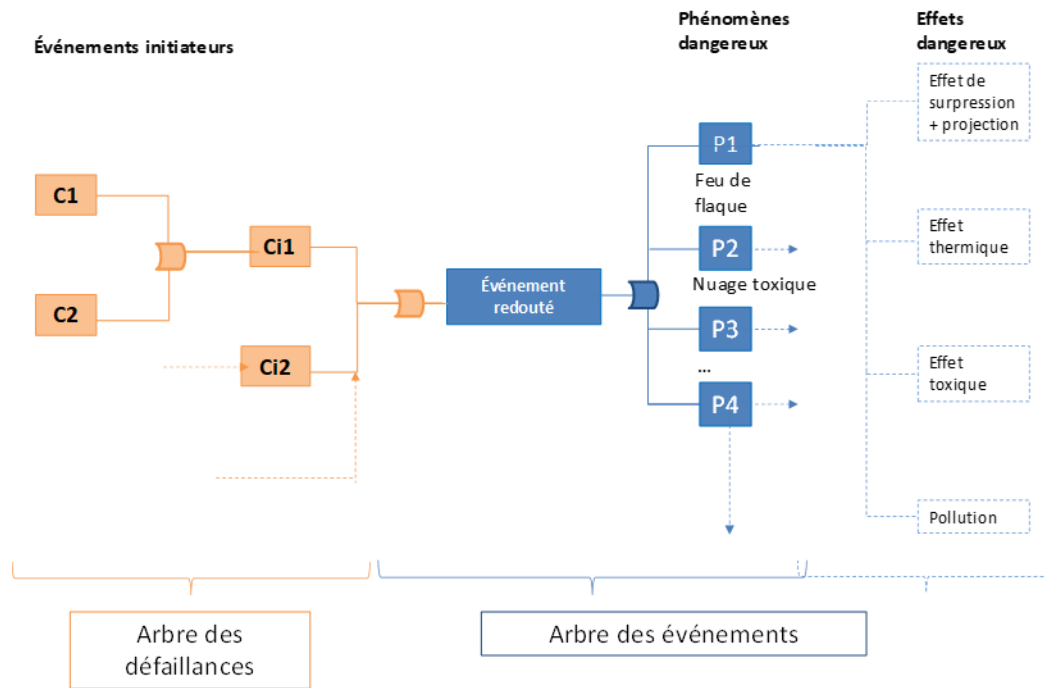 Événements initiateurs
Phénomènes
dangereux
Effets
dangereux
Effet de
surpression
+ projection
P1
Feu de
flaque
C1
Ci1
P2
Effet
thermique
Nuage toxique
Événement
redouté
C2
P3
...
Ci2
P4
Effet
toxique
Pollution
Arbre des
défaillances
Arbre des événements